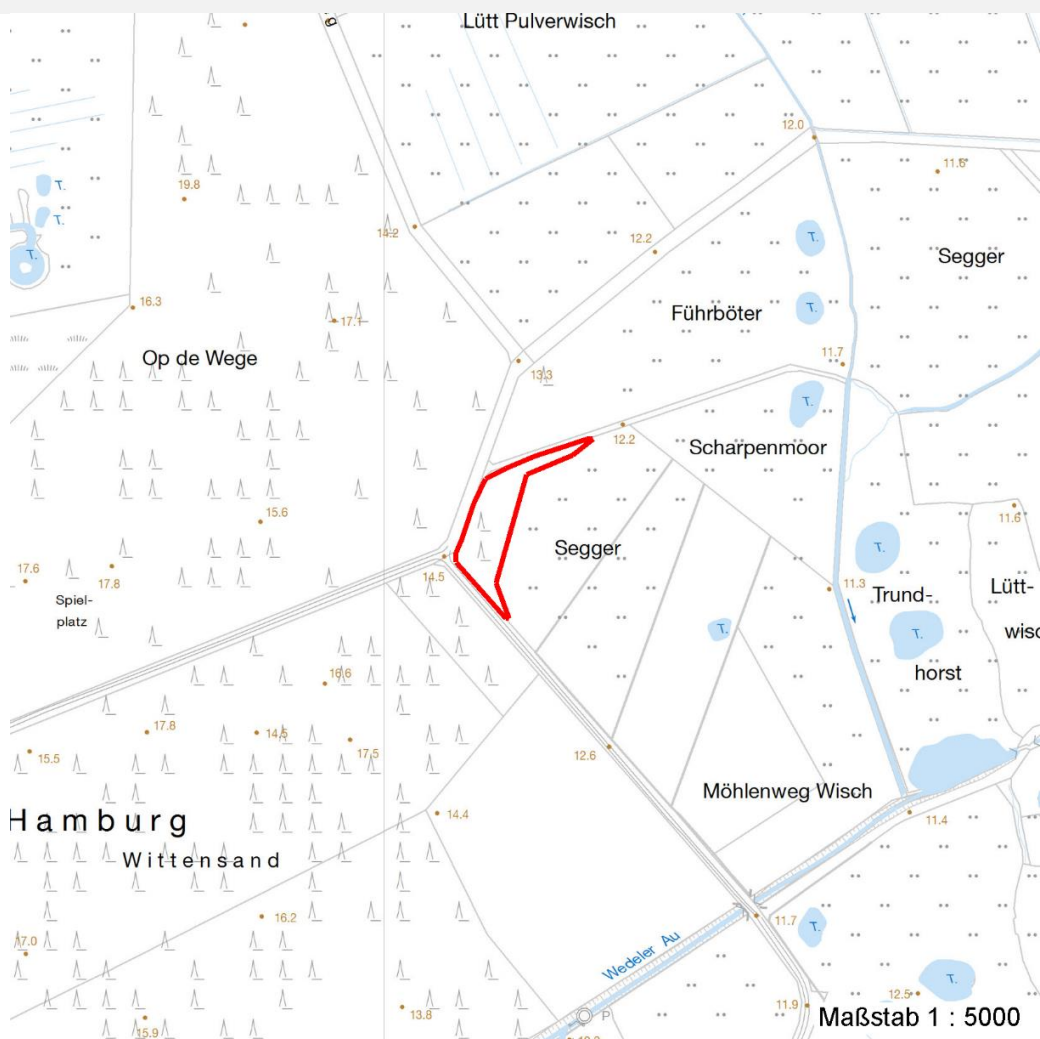 Lütt Pulverwisch
g
12.0
11.6
19.8
T.
T.
T.
14.2
12.2
T.
Segger
16.3
17.1
Führböter
T.
Op de Wege
13.3
11.7
T.
12.2
Scharpenmoor
15.6
11.6
Segger
T.
14.5
17.6
17.8
11.3
Trund-
Lütt-
Spiel-
platz
T.
T.
wisc
horst
16.6
17.8
14.5
17.5
15.5
12.6
Möhlenweg Wisch
Hamburg
14.4
11.4
Wittensand
16.2
11.7
T.
17.0
Wedeler Au
T.
12.5
13.8
11.9
P
15.9
Maßstab 1 : 5000